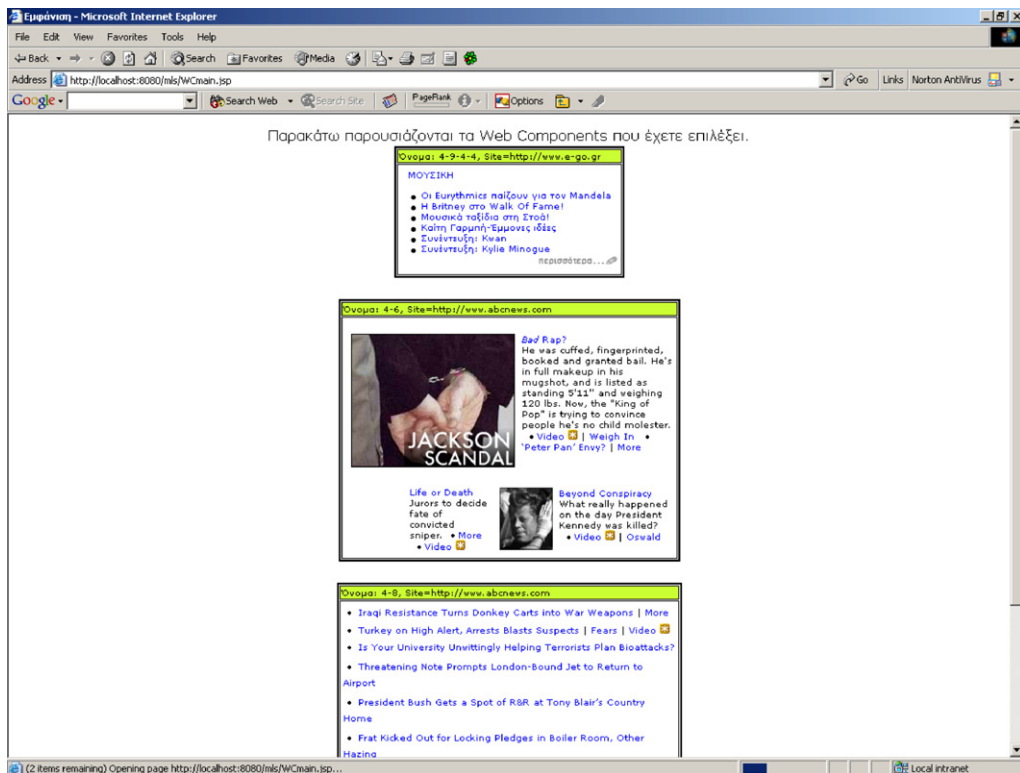 Εμφάνιση - Microsoft Internet Explorer
File Edit View Favorites Tools Help
Back Search Favorites Media
Address http://localhost:8080/mls/WCmain.jsp Go Links Norton AntiVirus
Google Search Web Search Site PageRank Options
Παρακάτω παρουσιάζονται τα Web Components που έχετε επιλέξει.
Όνομα: 4-9-4-4, Site=http://www.e-go.gr
ΜΟΥΣΙΚΗ
• Οι Eurythmics παίζουν για τον Mandela
• Η Britney στο Walk Of Fame!
• Μουσικά ταξίδια στη Στοά!
• Καίτη Γαρμπή-Έμμονες ιδέες
• Συνέντευξη: Kwan
• Συνέντευξη: Kylie Minogue
περισσότερα...
Όνομα: 4-6, Site=http://www.abcnews.com
JACKSON
SCANDAL
Bad Rap?
He was cuffed, fingerprinted,
booked and granted bail. He's
in full makeup in his
mugshot, and is listed as
standing 5'11" and weighing
120 lbs. Now, the "King of
Pop" is trying to convince
people he's no child molester.
• Video | Weigh In •
'Peter Pan' Envy? | More
Life or Death
Jurors to decide
fate of
convicted
sniper. • More
• Video
Beyond Conspiracy
What really happened
on the day President
Kennedy was killed?
• Video | Oswald
Όνομα: 4-8, Site=http://www.abcnews.com
• Iraqi Resistance Turns Donkey Carts into War Weapons | More
• Turkey on High Alert, Arrests Blasts Suspects | Fears | Video
• Is Your University Unwittingly Helping Terrorists Plan Bioattacks?
• Threatening Note Prompts London-Bound Jet to Return to
Airport
• President Bush Gets a Spot of R&R at Tony Blair's Country
Home
• Frat Kicked Out for Locking Pledges in Boiler Room, Other
Hazing
(2 items remaining) Opening page http://localhost:8080/mls/WCmain.jsp... Local intranet